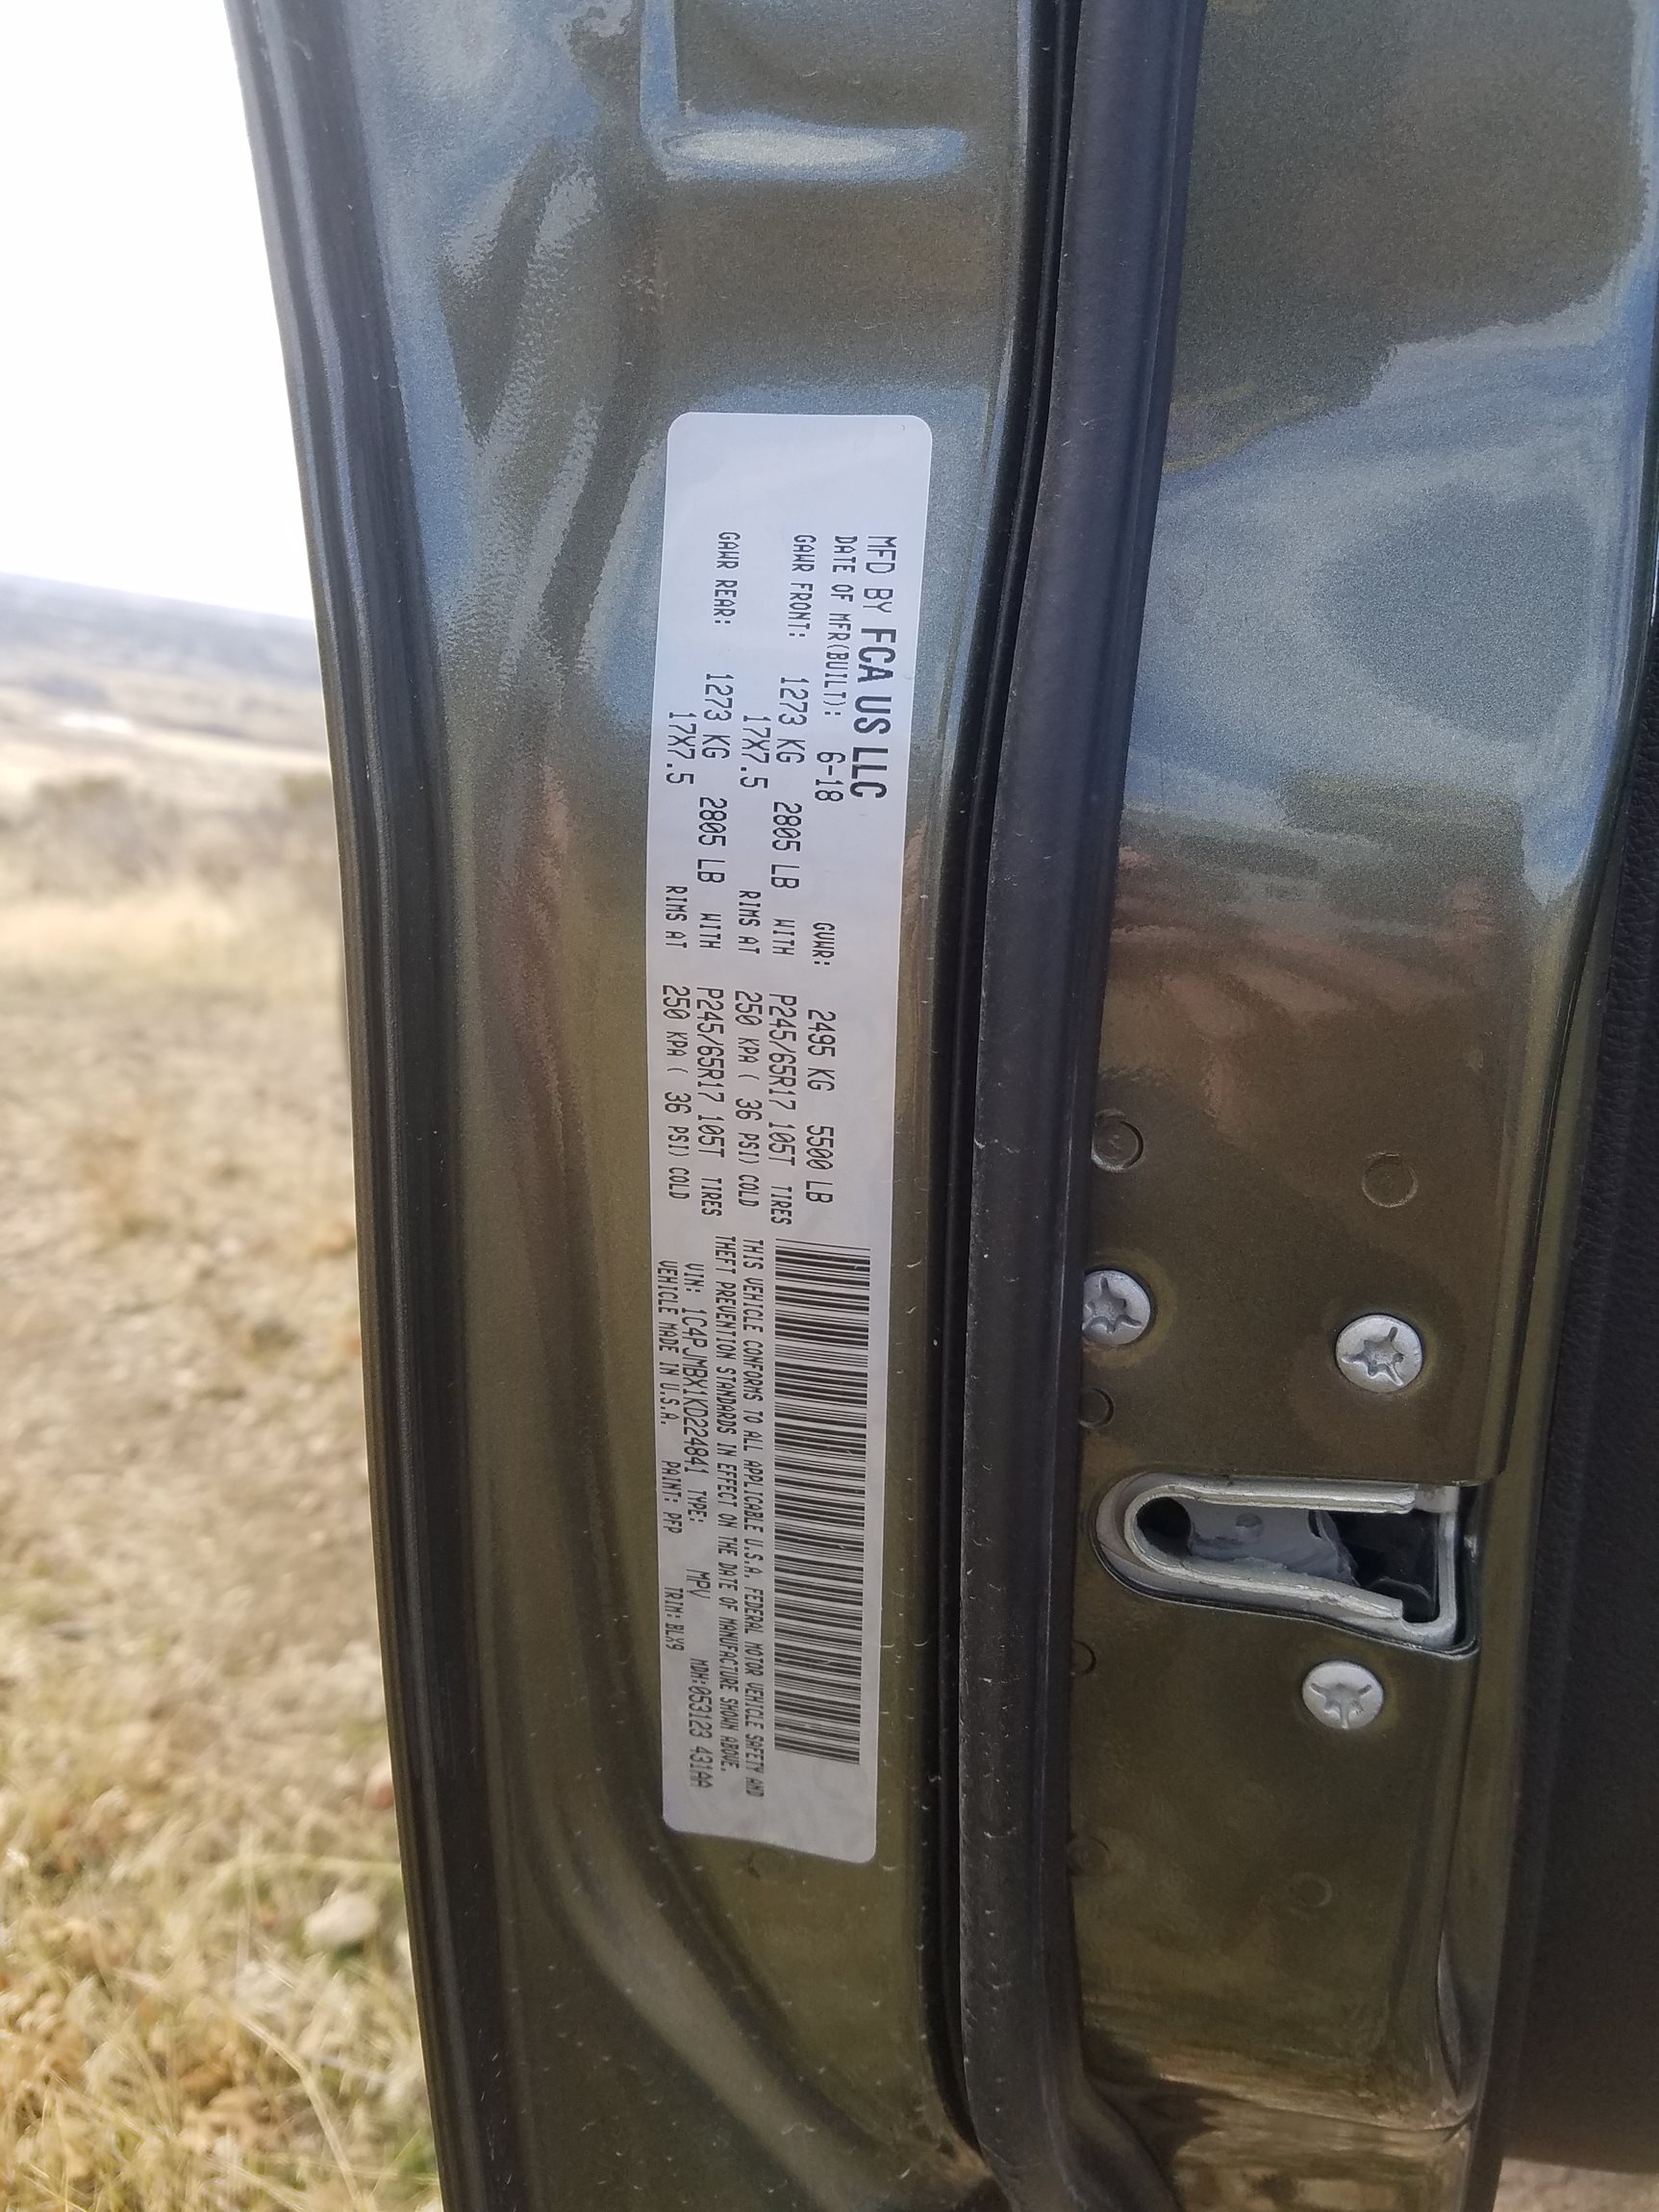 MFD BY FCA US LLC
DATE OF MFR(BUILT): 6-18 GVWR: 2495 KG 5500 LB
GAWR FRONT: 1273 KG 2805 LB WITH P245/65R17 105T TIRES
17X7.5 RIMS AT 250 KPA ( 36 PSI) COLD
GAWR REAR: 1273 KG 2805 LB WITH P245/65R17 105T TIRES
17X7.5 RIMS AT 250 KPA ( 36 PSI) COLD
THIS VEHICLE CONFORMS TO ALL APPLICABLE U.S.A. FEDERAL MOTOR VEHICLE SAFETY AND
THEFT PREVENTION STANDARDS IN EFFECT ON THE DATE OF MANUFACTURE SHOWN ABOVE.
VIN: 1C4PJMBX1KD224841 TYPE: MPV MDH:053123 431AA
VEHICLE MADE IN U.S.A. PAINT: PFP TRIM: BLX9